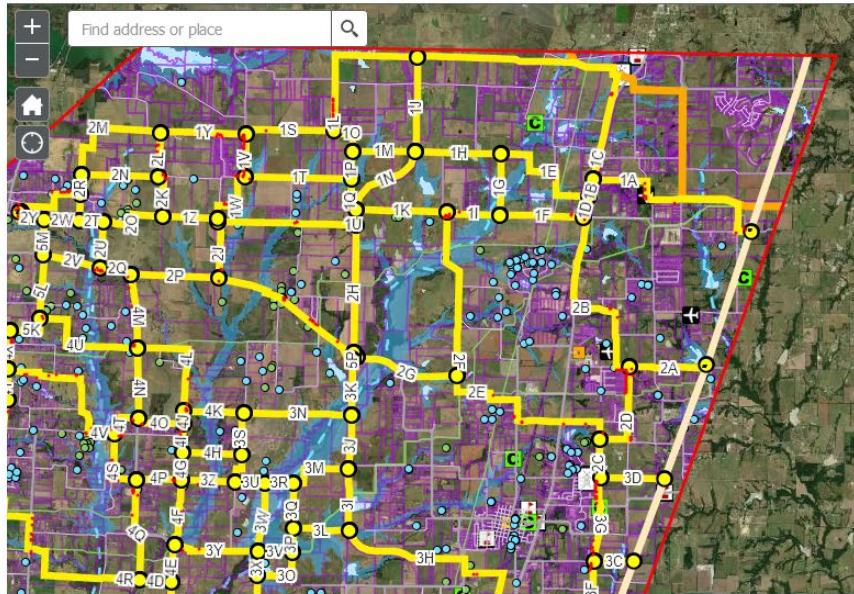 +
Find address or place
−
1J
1L
2M
1Y
1S
1O
2L
1V
1M
1H
1P
1N
1E
1C
2R
2N
2K
1T
1G
1B
1A
1Q
1W
2Y
2W
2T
2O
1Z
1U
1K
1I
1F
1D
5M
2U
2J
2V
2Q
2P
2H
5L
2B
4M
5K
4U
4L
5P
2G
2F
2A
4N
3K
2E
4K
3N
4T
4O
4J
2D
4V
4I
3S
3J
4H
2C
4S
4P
4G
3Z
3U
3R
3M
3D
3Q
3I
3G
4Q
4F
3W
3L
3Y
3V
3P
3H
3C
4R
4D
4E
3X
3O
3F
C
C
C
C